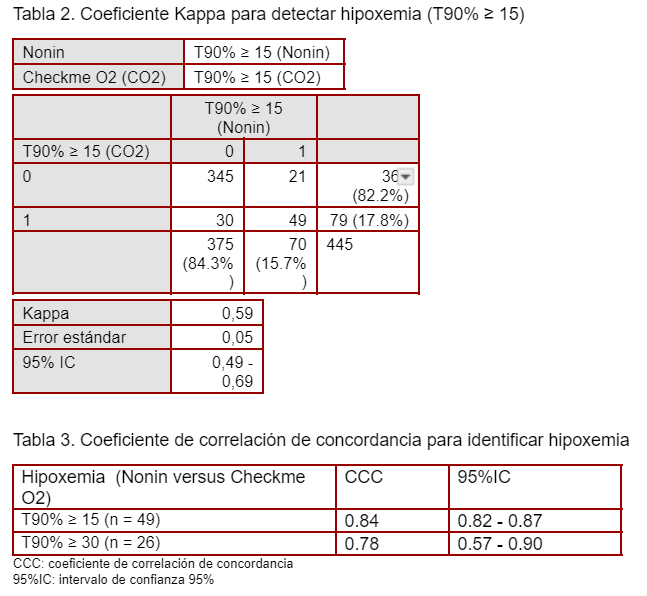 Tabla 2. Coeficiente Kappa para detectar hipoxemia (T90% ≥ 15)
Nonin T90% ≥ 15 (Nonin)
Checkme O2 (CO2) T90% ≥ 15 (CO2)
T90% ≥ 15
(Nonin)
T90% ≥ 15 (CO2) 0 1
0 345 21 36
(82.2%)
1 30 49 79 (17.8%)
375 70 445
(84.3% (15.7%
) )
Kappa 0,59
Error estándar 0,05
95% IC 0,49 -
0,69
Tabla 3. Coeficiente de correlación de concordancia para identificar hipoxemia
Hipoxemia (Nonin versus Checkme CCC 95%IC
O2)
T90% ≥ 15 (n = 49) 0.84 0.82 - 0.87
T90% ≥ 30 (n = 26) 0.78 0.57 - 0.90
CCC: coeficiente de correlación de concordancia
95%IC: intervalo de confianza 95%